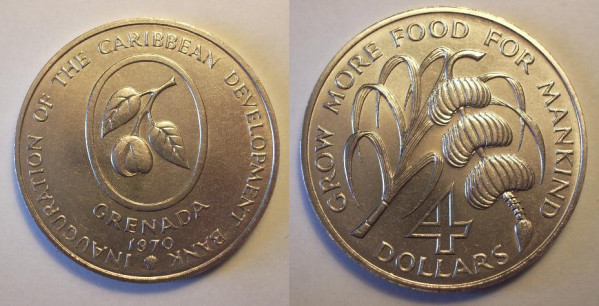 INAUGURATION OF THE CARIBBEAN DEVELOPMENT BANK
GRENADA
1970
GROW MORE FOOD FOR MANKIND
4
DOLLARS